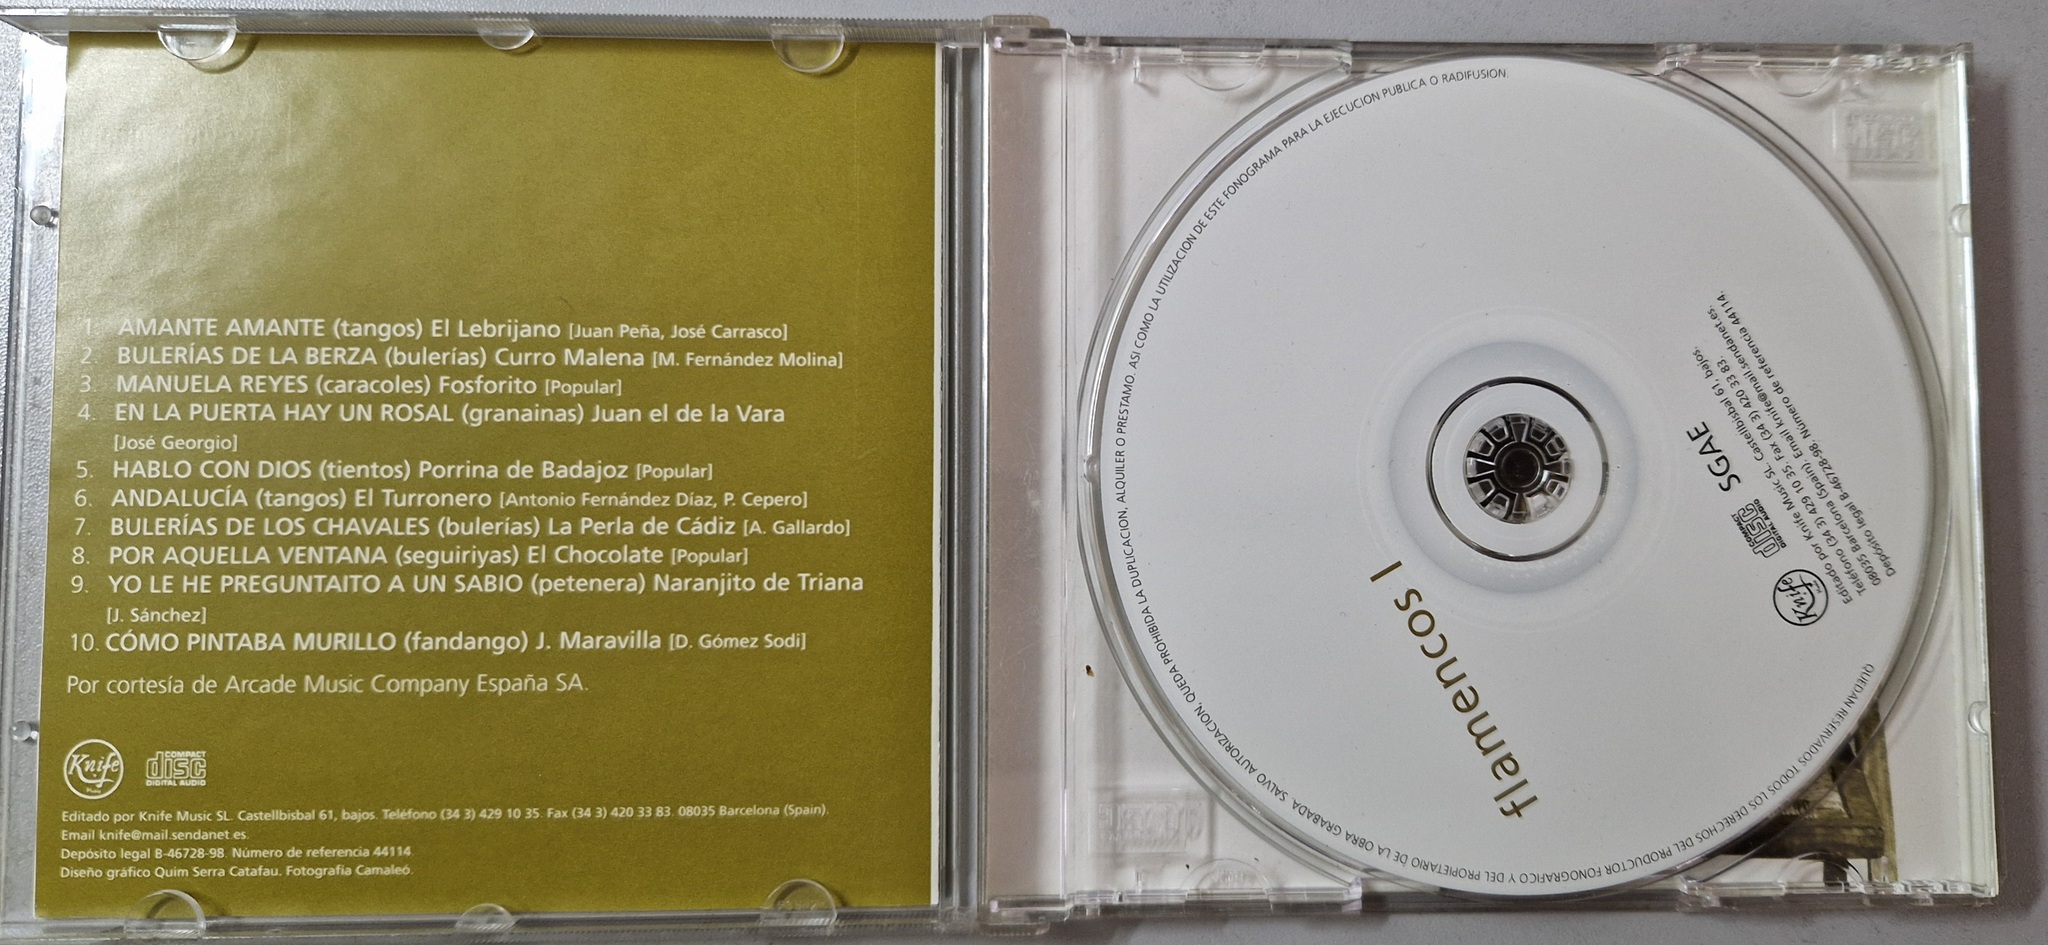 1. AMANTE AMANTE (tangos) El Lebrijano [Juan Peña, José Carrasco]
2. BULERÍAS DE LA BERZA (bulerías) Curro Malena [M. Fernández Molina]
3. MANUELA REYES (caracoles) Fosforito [Popular]
4. EN LA PUERTA HAY UN ROSAL (granainas) Juan el de la Vara
[José Georgio]
5. HABLO CON DIOS (tientos) Porrina de Badajoz [Popular]
6. ANDALUCÍA (tangos) El Turronero [Antonio Fernández Díaz, P. Cepero]
7. BULERÍAS DE LOS CHAVALES (bulerías) La Perla de Cádiz [A. Gallardo]
8. POR AQUELLA VENTANA (seguiriyas) El Chocolate [Popular]
9. YO LE HE PREGUNTAITO A UN SABIO (petenera) Naranjito de Triana
[J. Sánchez]
10. CÓMO PINTABA MURILLO (fandango) J. Maravilla [D. Gómez Sodi]
Por cortesía de Arcade Music Company España SA.
Knife
Music
COMPACT
disc
DIGITAL AUDIO
Editado por Knife Music SL. Castellbisbal 61, bajos. Teléfono (34 3) 429 10 35. Fax (34 3) 420 33 83. 08035 Barcelona (Spain).
Email knife@mail.sendanet.es.
Depósito legal B-46728-98. Número de referencia 44114.
Diseño gráfico Quim Serra Catafau. Fotografía Camaleó.
QUEDAN RESERVADOS TODOS LOS DERECHOS DEL PRODUCTOR FONOGRAFICO Y DEL PROPIETARIO DE LA OBRA GRABADA. SALVO AUTORIZACION, QUEDA PROHIBIDA LA DUPLICACION, ALQUILER O PRESTAMO. ASI COMO LA UTILIZACION DE ESTE FONOGRAMA PARA LA EJECUCION PUBLICA O RADIFUSION.
flamencos I
Knife
COMPACT
disc
DIGITAL AUDIO
SGAE
Editado por Knife Music SL. Castellbisbal 61, bajos.
08035 Barcelona (Spain). Email knife@mail.sendanet.es.
Teléfono (34 3) 429 10 35. Fax (34 3) 420 33 83.
Depósito legal B-46728-98. Número de referencia 44114.